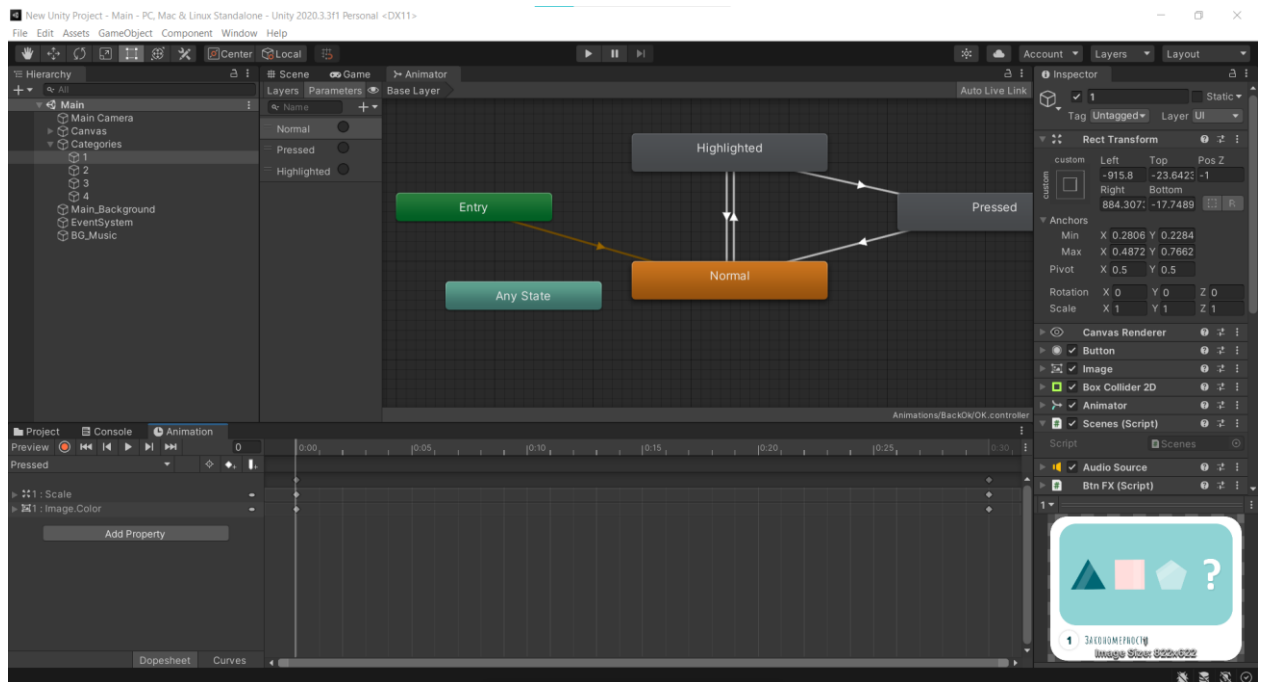 New Unity Project - Main - PC, Mac & Linux Standalone - Unity 2020.3.3f1 Personal <DX11>
File Edit Assets GameObject Component Window Help
Center Local Account Layers Layout
Hierarchy
All
Main
Main Camera
Canvas
Categories
1
2
3
4
Main_Background
EventSystem
BG_Music
Scene Game Animator
Layers Parameters Base Layer Auto Live Link
Name
Normal
Pressed
Highlighted
Highlighted
Entry
Pressed
Normal
Any State
Animations/BackOk/OK.controller
Inspector
1 Static
Tag Untagged Layer UI
Rect Transform
custom Left Top Pos Z
custom
-915.8 -23.6423 -1
Right Bottom
884.307: -17.7489 R
Anchors
Min X 0.2806 Y 0.2284
Max X 0.4872 Y 0.7662
Pivot X 0.5 Y 0.5
Rotation X 0 Y 0 Z 0
Scale X 1 Y 1 Z 1
Canvas Renderer
Button
Image
Box Collider 2D
Animator
Scenes (Script)
Script Scenes
Audio Source
Btn FX (Script)
1
?
1 Закономерности
Image Size: 822x622
Project Console Animation
Preview 0 0:00 0:05 0:10 0:15 0:20 0:25 0:30
Pressed
1 : Scale
1 : Image.Color
Add Property
Dopesheet Curves